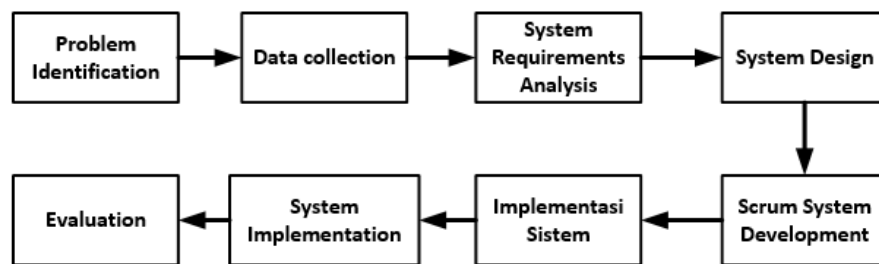 Problem
Identification
Data collection
System
Requirements
Analysis
System Design
Scrum System
Development
Implementasi
Sistem
System
Implementation
Evaluation